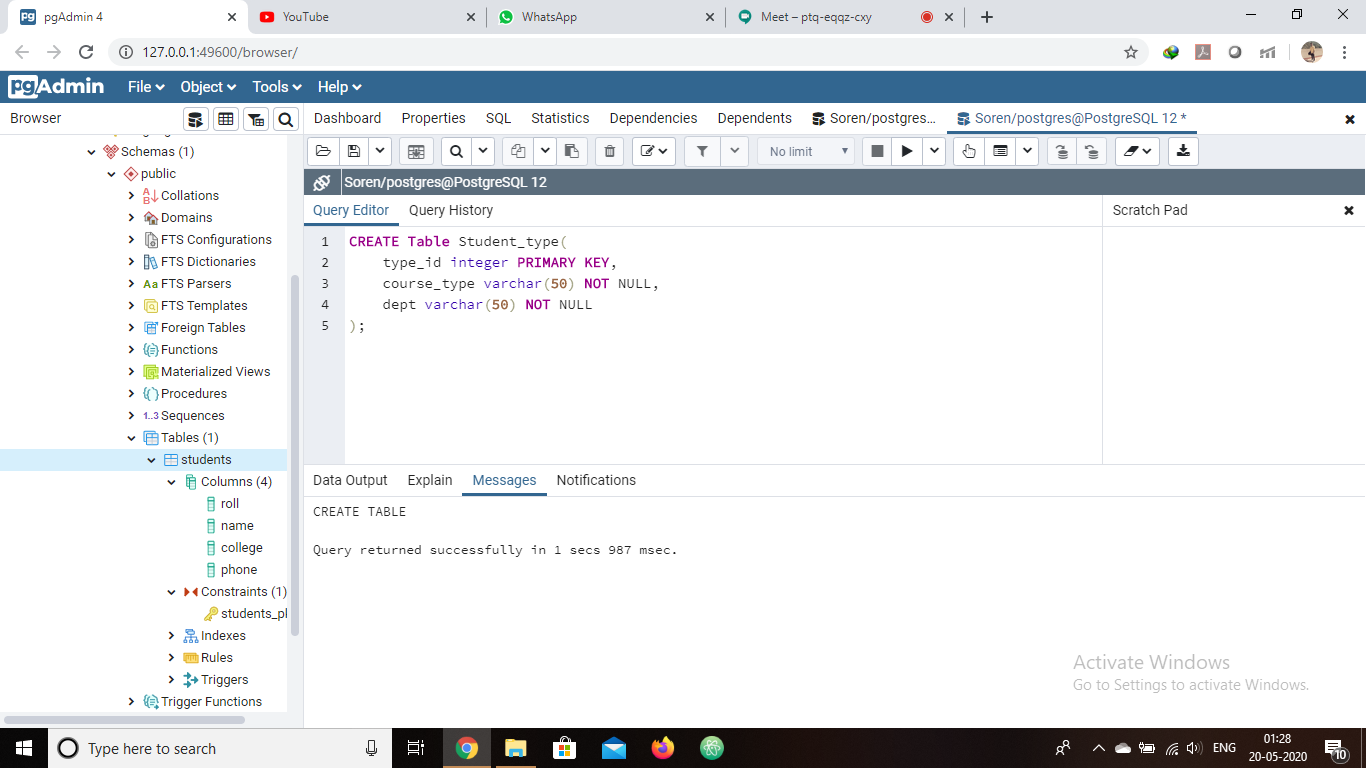 pgAdmin 4
YouTube
WhatsApp
Meet – ptq-eqqz-cxy
127.0.0.1:49600/browser/
pgAdmin File Object Tools Help
Browser
Dashboard Properties SQL Statistics Dependencies Dependents Soren/postgres... Soren/postgres@PostgreSQL 12 *
No limit
Soren/postgres@PostgreSQL 12
Query Editor Query History
Scratch Pad
Schemas (1)
public
Collations
Domains
FTS Configurations
FTS Dictionaries
Aa FTS Parsers
FTS Templates
Foreign Tables
Functions
Materialized Views
Procedures
1..3 Sequences
Tables (1)
students
Columns (4)
roll
name
college
phone
Constraints (1)
students_pl
Indexes
Rules
Triggers
Trigger Functions
1 CREATE Table Student_type(
2 type_id integer PRIMARY KEY,
3 course_type varchar(50) NOT NULL,
4 dept varchar(50) NOT NULL
5 );
Data Output Explain Messages Notifications
CREATE TABLE
Query returned successfully in 1 secs 987 msec.
Activate Windows
Go to Settings to activate Windows.
Type here to search
ENG
01:28
20-05-2020
10